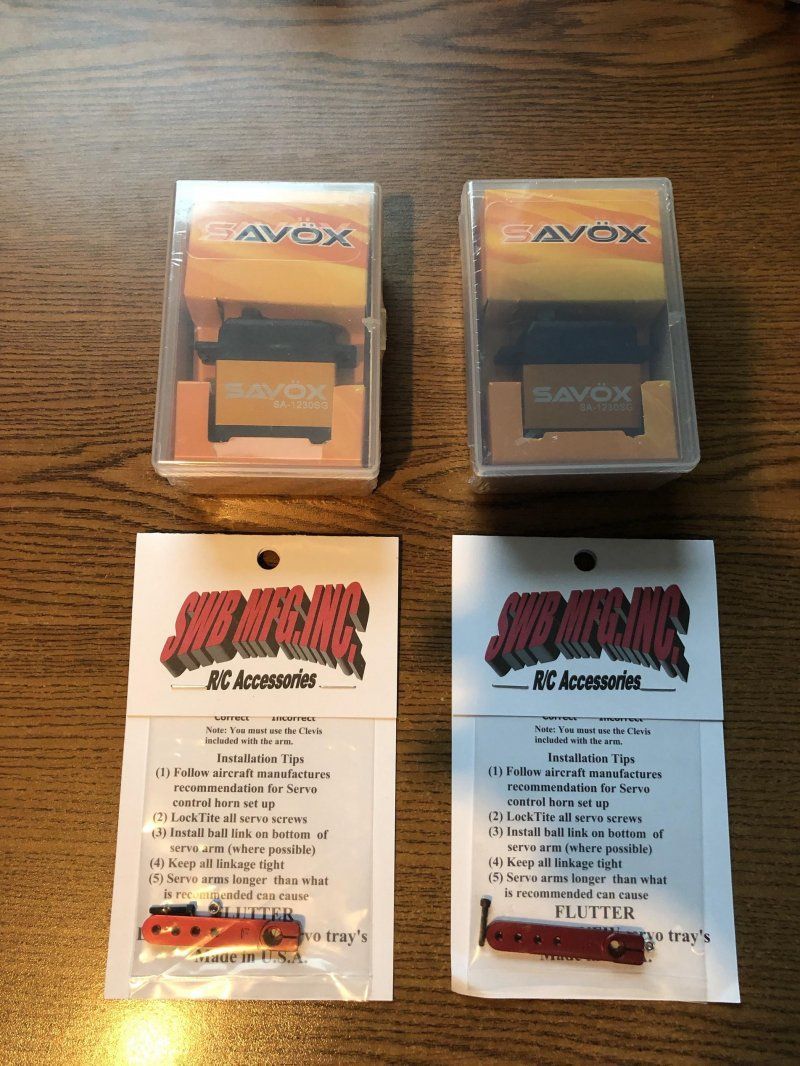 SAVÖX
SAVÖX
SA-1230SG
SAVÖX
SAVÖX
SA-1230SG
SWB MFG.INC.
R/C Accessories
Correct Incorrect
Note: You must use the Clevis
included with the arm.
Installation Tips
(1) Follow aircraft manufactures
recommendation for Servo
control horn set up
(2) LockTite all servo screws
(3) Install ball link on bottom of
servo arm (where possible)
(4) Keep all linkage tight
(5) Servo arms longer than what
is recommended can cause
FLUTTER
servo tray's
Made in U.S.A.
SWB MFG.INC.
R/C Accessories
Correct Incorrect
Note: You must use the Clevis
included with the arm.
Installation Tips
(1) Follow aircraft manufactures
recommendation for Servo
control horn set up
(2) LockTite all servo screws
(3) Install ball link on bottom of
servo arm (where possible)
(4) Keep all linkage tight
(5) Servo arms longer than what
is recommended can cause
FLUTTER
servo tray's